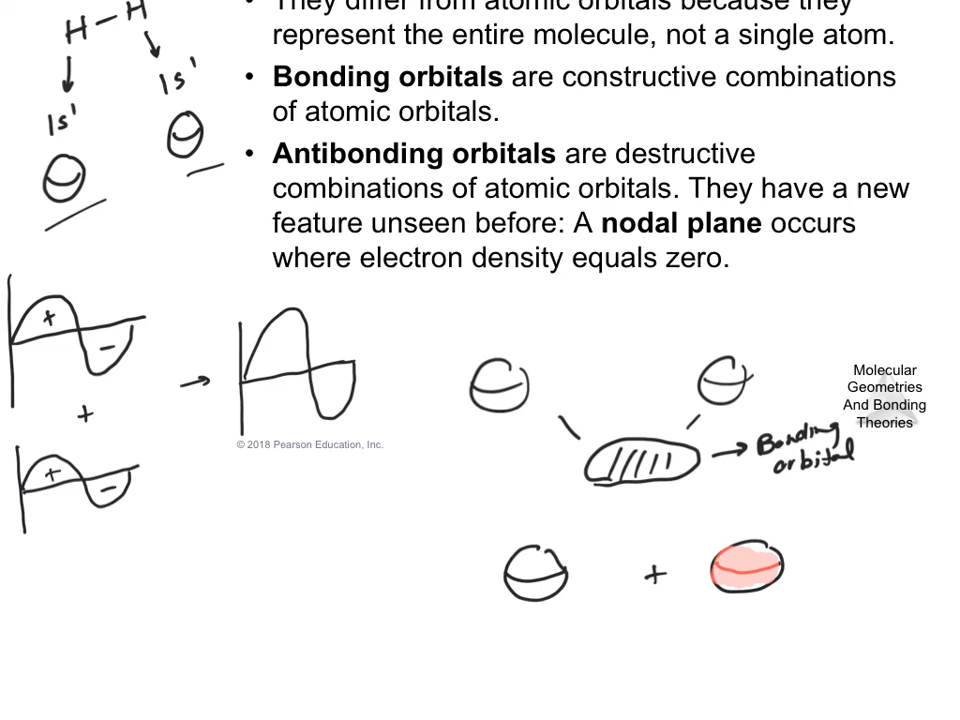 • They differ from atomic orbitals because they
represent the entire molecule, not a single atom.
• Bonding orbitals are constructive combinations
of atomic orbitals.
• Antibonding orbitals are destructive
combinations of atomic orbitals. They have a new
feature unseen before: A nodal plane occurs
where electron density equals zero.
H – H
1s¹
1s¹
+
-
→
+
+
-
© 2018 Pearson Education, Inc.
Molecular
Geometries
And Bonding
Theories
→ Bonding
orbital
+